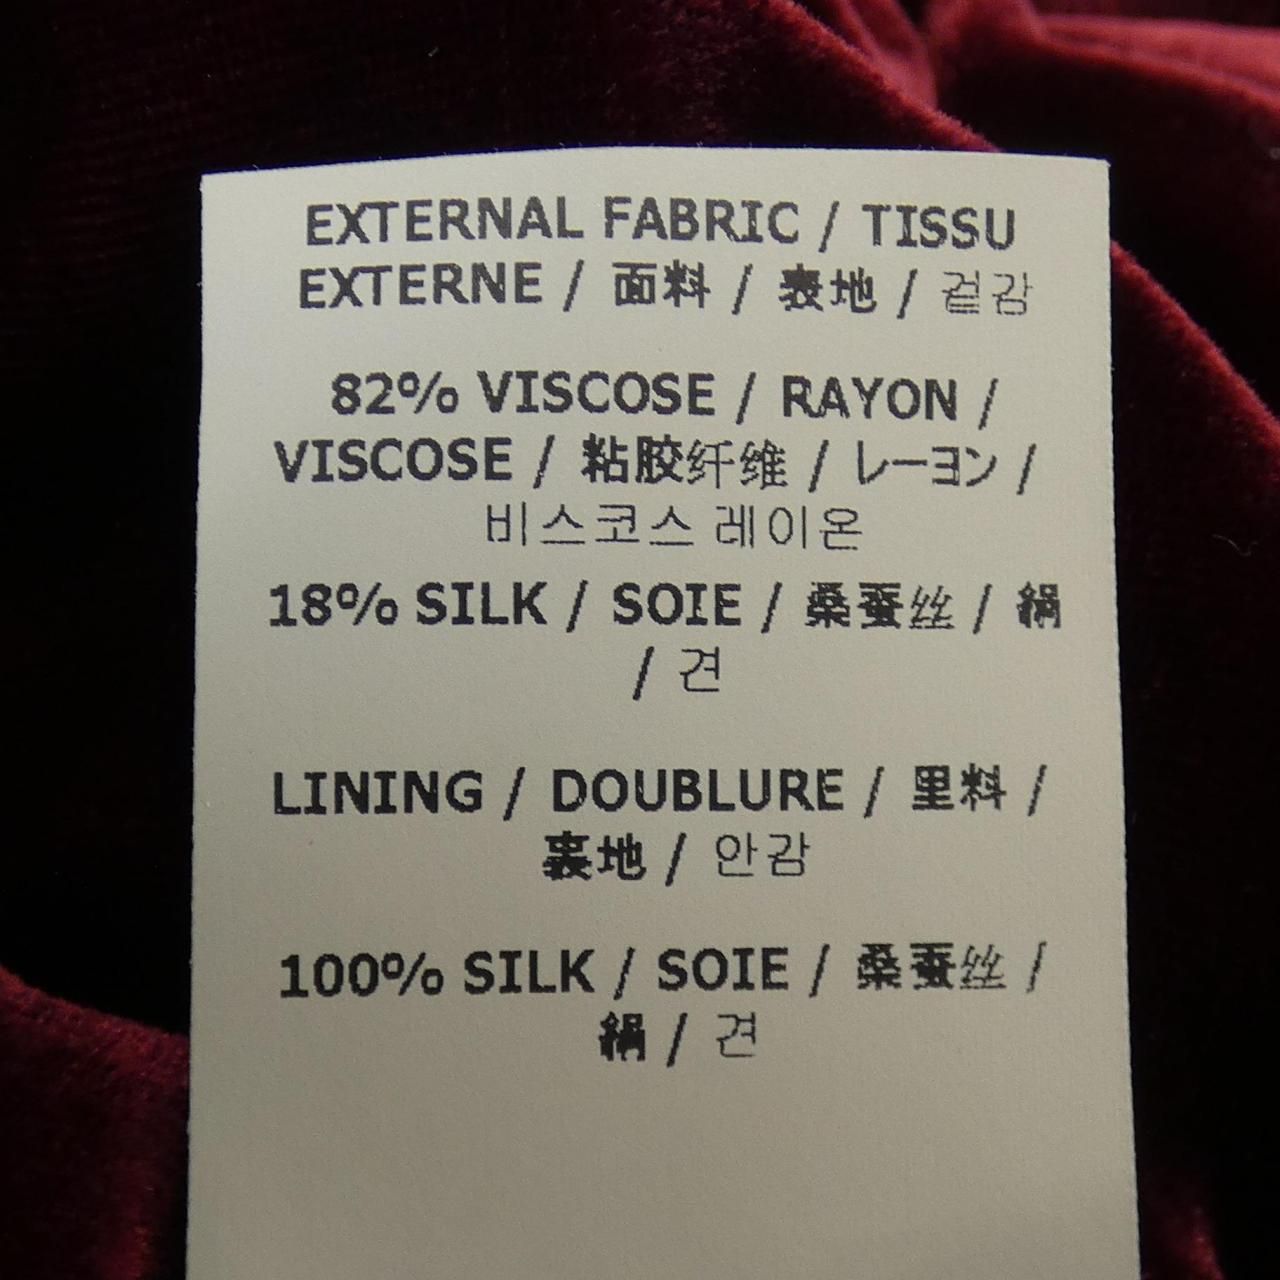 EXTERNAL FABRIC / TISSU
EXTERNE / 面料 / 表地 / 겉감
82% VISCOSE / RAYON /
VISCOSE / 粘胶纤维 / レーヨン /
비스코스 레이온
18% SILK / SOIE / 桑蚕丝 / 絹
/ 견
LINING / DOUBLURE / 里料 /
裏地 / 안감
100% SILK / SOIE / 桑蚕丝 /
絹 / 견